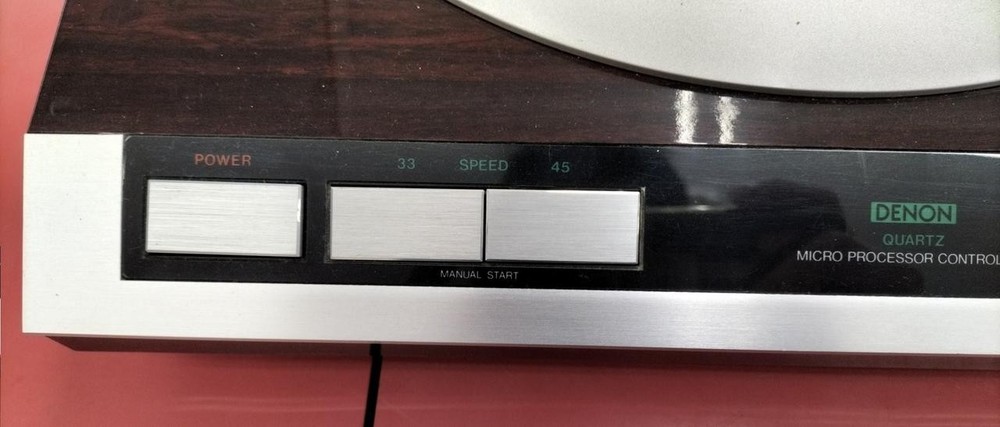 POWER
33 SPEED 45
MANUAL START
DENON
QUARTZ
MICRO PROCESSOR CONTROL